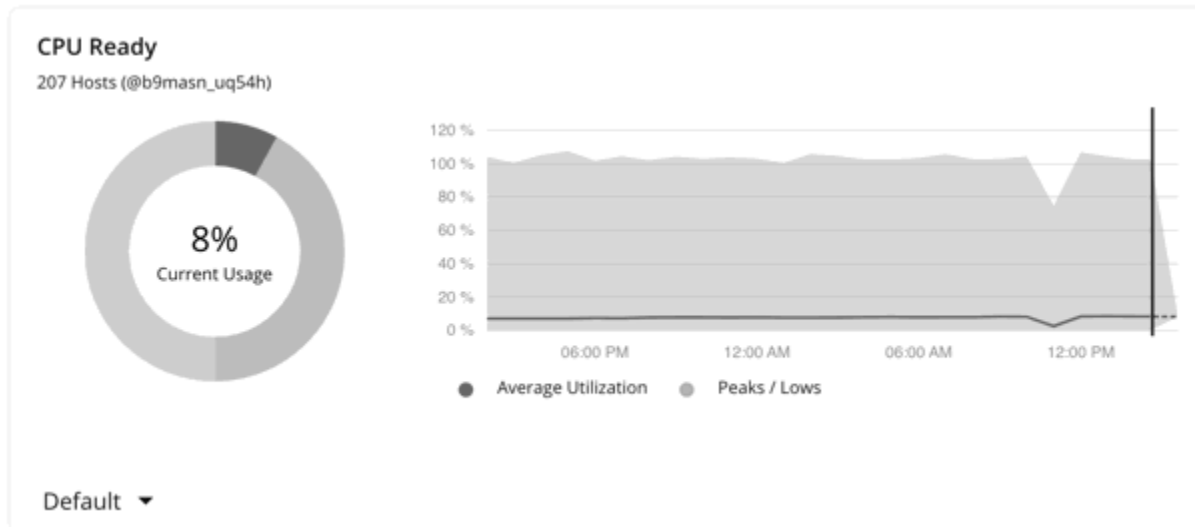 CPU Ready
207 Hosts (@b9masn_uq54h)
8%
Current Usage
120 %
100 %
80 %
60 %
40 %
20 %
0 %
06:00 PM
12:00 AM
06:00 AM
12:00 PM
Average Utilization
Peaks / Lows
Default